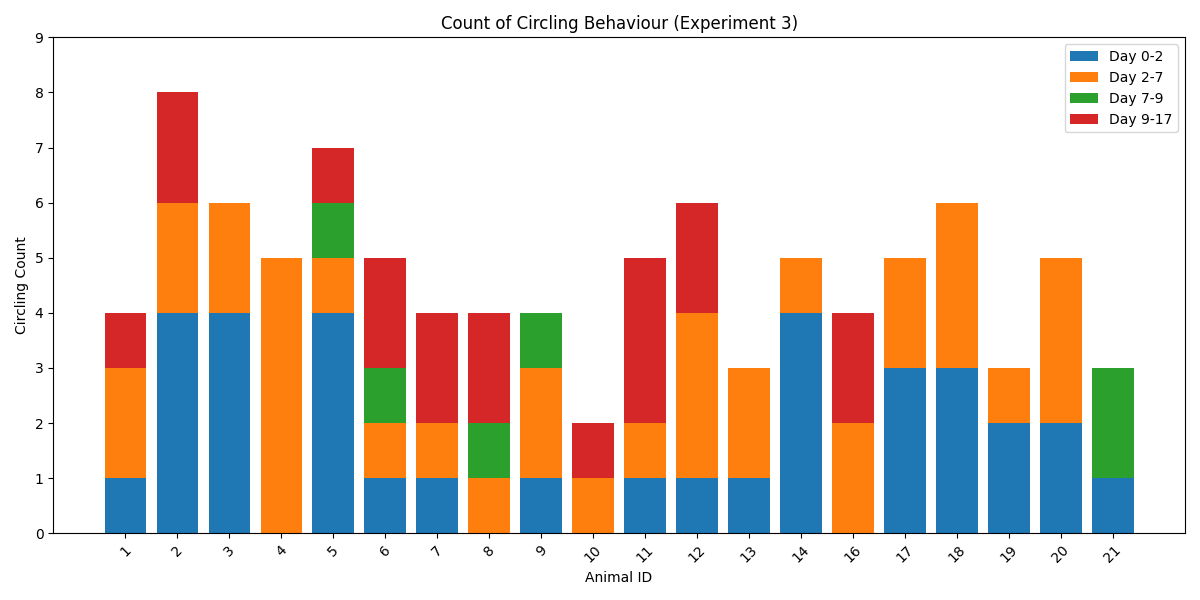 Count of Circling Behaviour (Experiment 3)
Day 0-2
Day 2-7
Day 7-9
Day 9-17
Circling Count
9
8
7
6
5
4
3
2
1
0
1 2 3 4 5 6 7 8 9 10 11 12 13 14 16 17 18 19 20 21
Animal ID